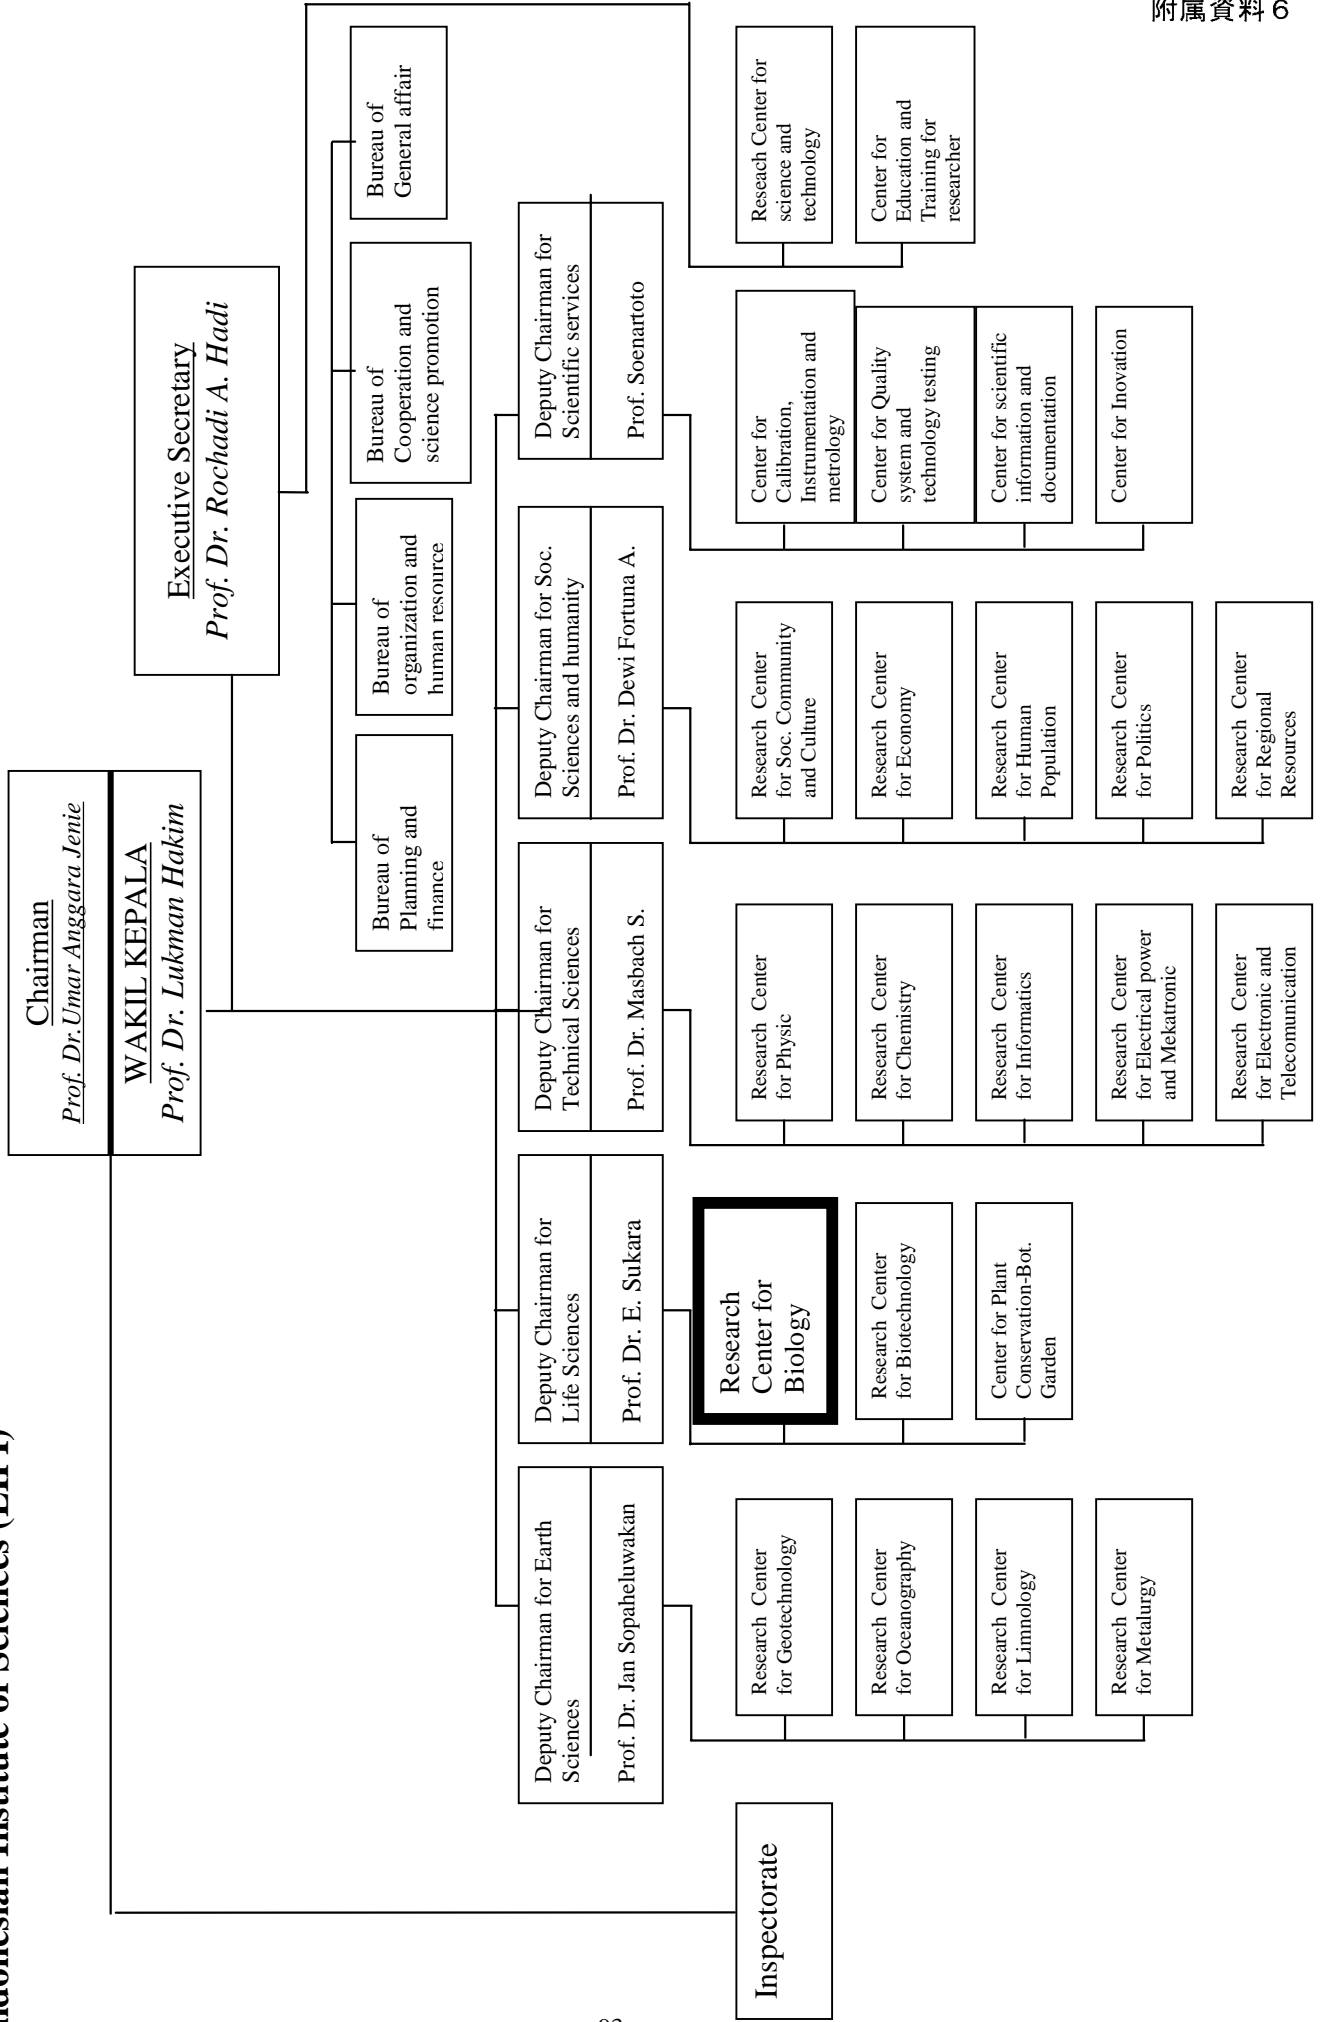 附属資料６
Institute of Sciences
Chairman
Prof. Dr.Umar Anggara Jenie
WAKIL KEPALA
Prof. Dr. Lukman Hakim
Executive Secretary
Prof. Dr. Rochadi A. Hadi
Bureau of
Planning and
finance
Bureau of
organization and
human resource
Bureau of
Cooperation and
science promotion
Bureau of
General affair
Deputy Chairman for Earth
Sciences
Prof. Dr. Jan Sopaheluwakan
Deputy Chairman for
Life Sciences
Prof. Dr. E. Sukara
Deputy Chairman for
Technical Sciences
Prof. Dr. Masbach S.
Deputy Chairman for Soc.
Sciences and humanity
Prof. Dr. Dewi Fortuna A.
Deputy Chairman for
Scientific services
Prof. Soenartoto
Inspectorate
Research Center
for Geotechnology
Research Center
for Oceanography
Research Center
for Limnology
Research Center
for Metalurgy
Research
Center for
Biology
Research Center
for Biotechnology
Center for Plant
Conservation-Bot.
Garden
Research Center
for Physic
Research Center
for Chemistry
Research Center
for Informatics
Research Center
for Electrical power
and Mekatronic
Research Center
for Electronic and
Telecomunication
Research Center
for Soc. Community
and Culture
Research Center
for Economy
Research Center
for Human
Population
Research Center
for Politics
Research Center
for Regional
Resources
Center for
Calibration,
Instrumentation and
metrology
Center for Quality
system and
technology testing
Center for scientific
information and
documentation
Center for Inovation
Reseach Center for
science and
technology
Center for
Education and
Training for
researcher